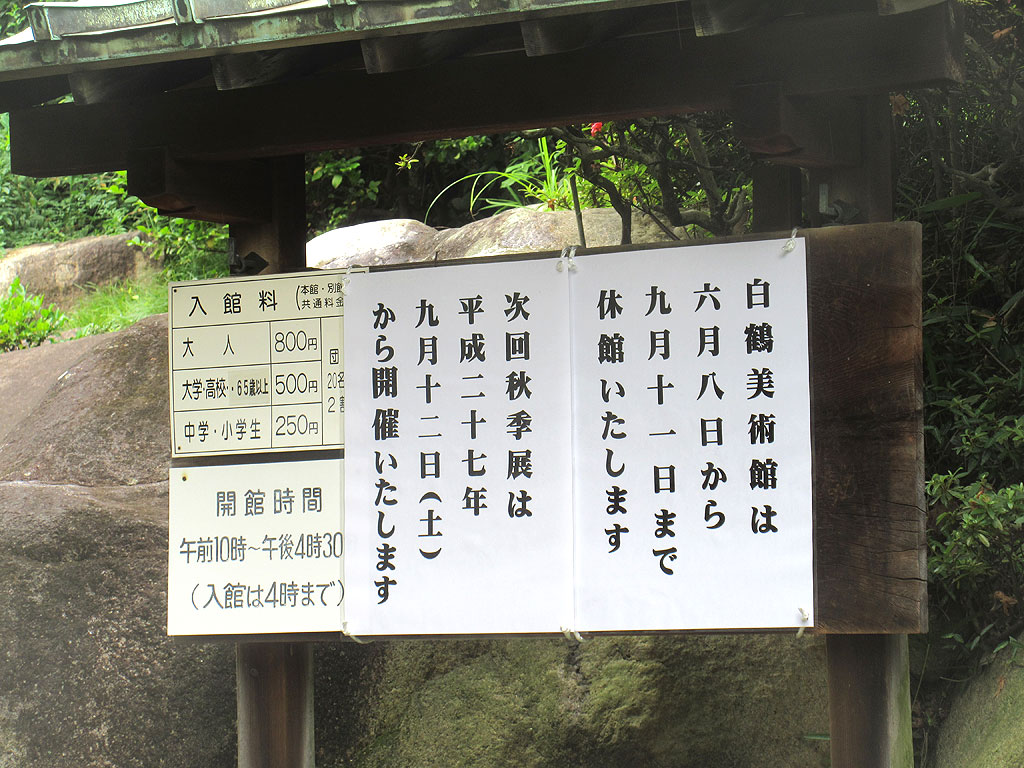 白鶴美術館は
六月八日から
九月十一日まで
休館いたします
次回秋季展は
平成二十七年
九月十二日(土)
から開催いたします
入館料 (本館・別館
共通料金
大人 800円
大学・高校・65歳以上 500円
中学・小学生 250円
団
20名
2割
開館時間
午前10時～午後4時30
(入館は4時まで)